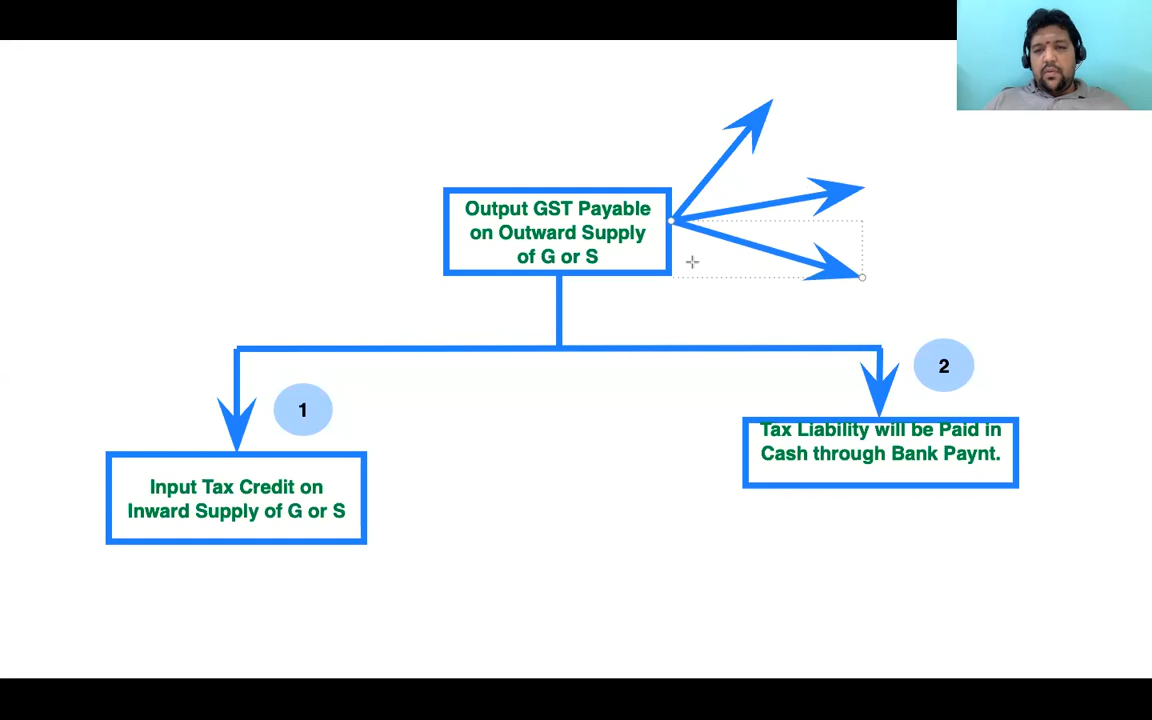 Output GST Payable
on Outward Supply
of G or S
2
1
Tax Liability will be Paid in
Cash through Bank Paynt.
Input Tax Credit on
Inward Supply of G or S